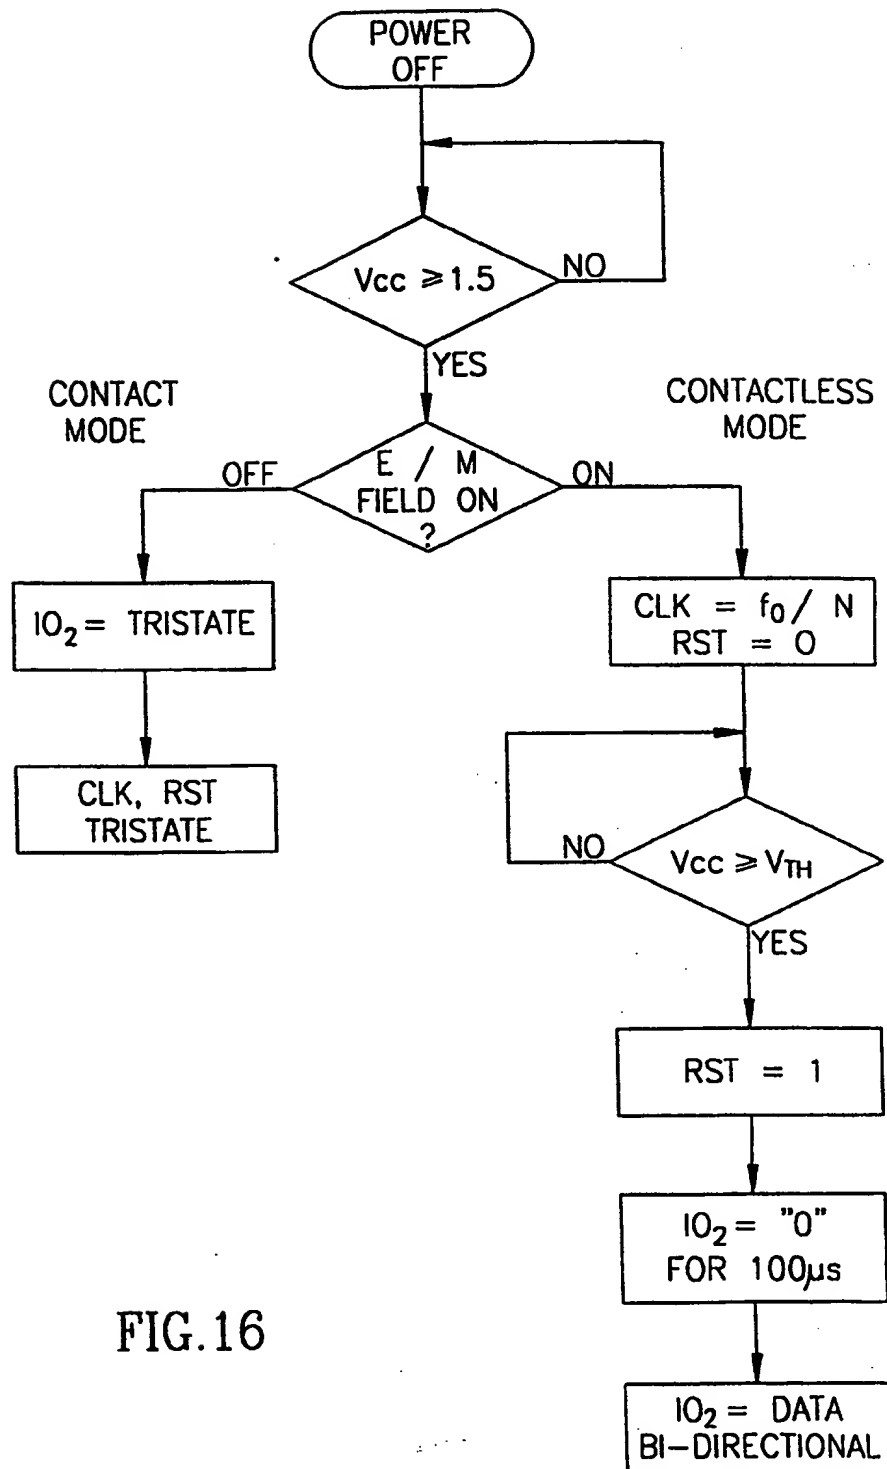 POWER
OFF
Vcc ≥ 1.5
NO
YES
CONTACT
MODE
CONTACTLESS
MODE
OFF
E / M
FIELD ON
?
ON
IO₂ = TRISTATE
CLK = f₀ / N
RST = 0
CLK, RST
TRISTATE
NO
Vcc ≥ VTH
YES
RST = 1
IO₂ = "0"
FOR 100µs
IO₂ = DATA
BI-DIRECTIONAL
FIG.16